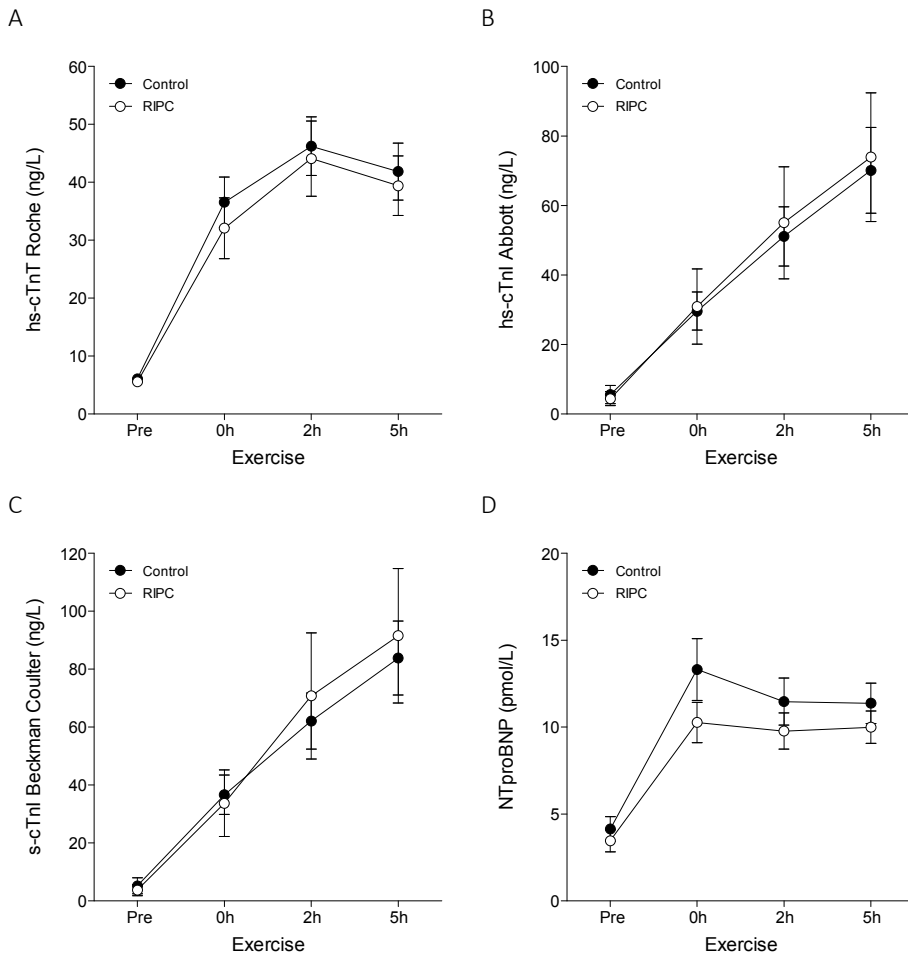 A
hs-cTnT Roche (ng/L)
60
50
40
30
20
10
0
Control
RIPC
Pre 0h 2h 5h
Exercise
B
hs-cTnI Abbott (ng/L)
100
80
60
40
20
0
Control
RIPC
Pre 0h 2h 5h
Exercise
C
s-cTnI Beckman Coulter (ng/L)
120
100
80
60
40
20
0
Control
RIPC
Pre 0h 2h 5h
Exercise
D
NTproBNP (pmol/L)
20
15
10
5
0
Control
RIPC
Pre 0h 2h 5h
Exercise